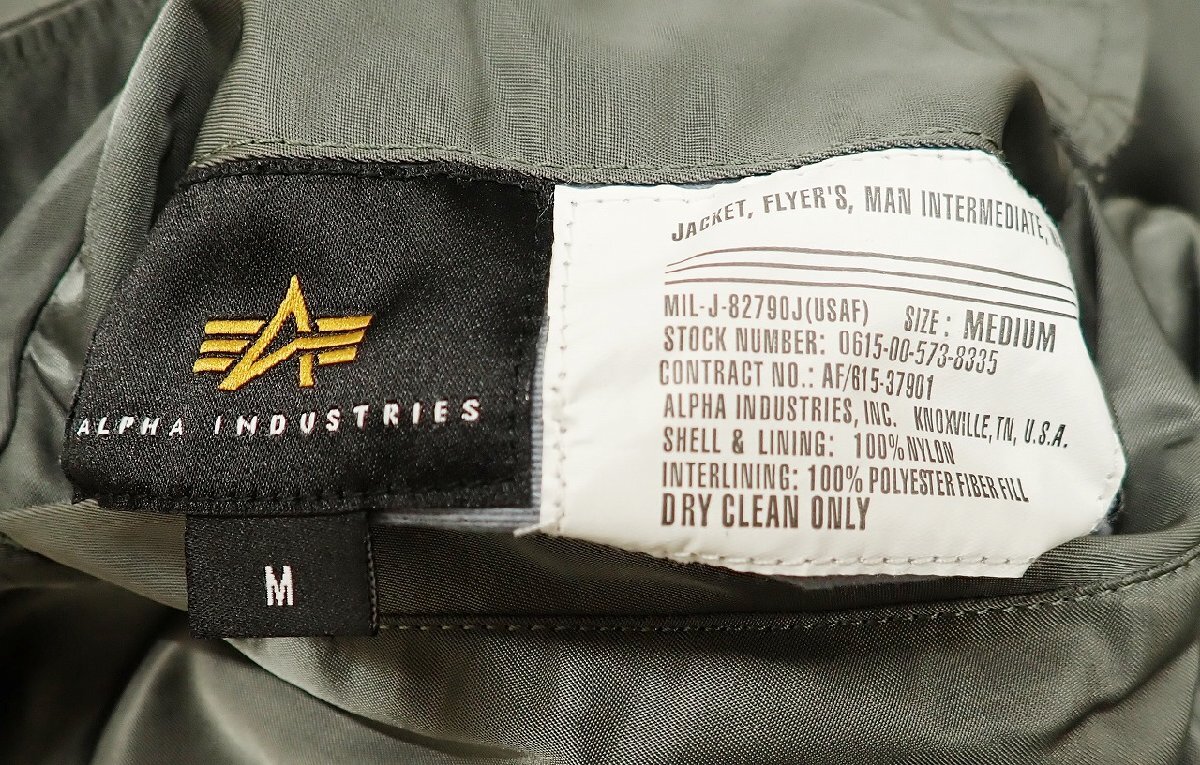 ALPHA INDUSTRIES
M
JACKET, FLYER'S, MAN INTERMEDIATE,
MIL-J-82790J(USAF) SIZE: MEDIUM
STOCK NUMBER: 0615-00-573-8335
CONTRACT NO.: AF/615-37901
ALPHA INDUSTRIES, INC. KNOXVILLE, TN, U.S.A.
SHELL & LINING: 100% NYLON
INTERLINING: 100% POLYESTER FIBER FILL
DRY CLEAN ONLY